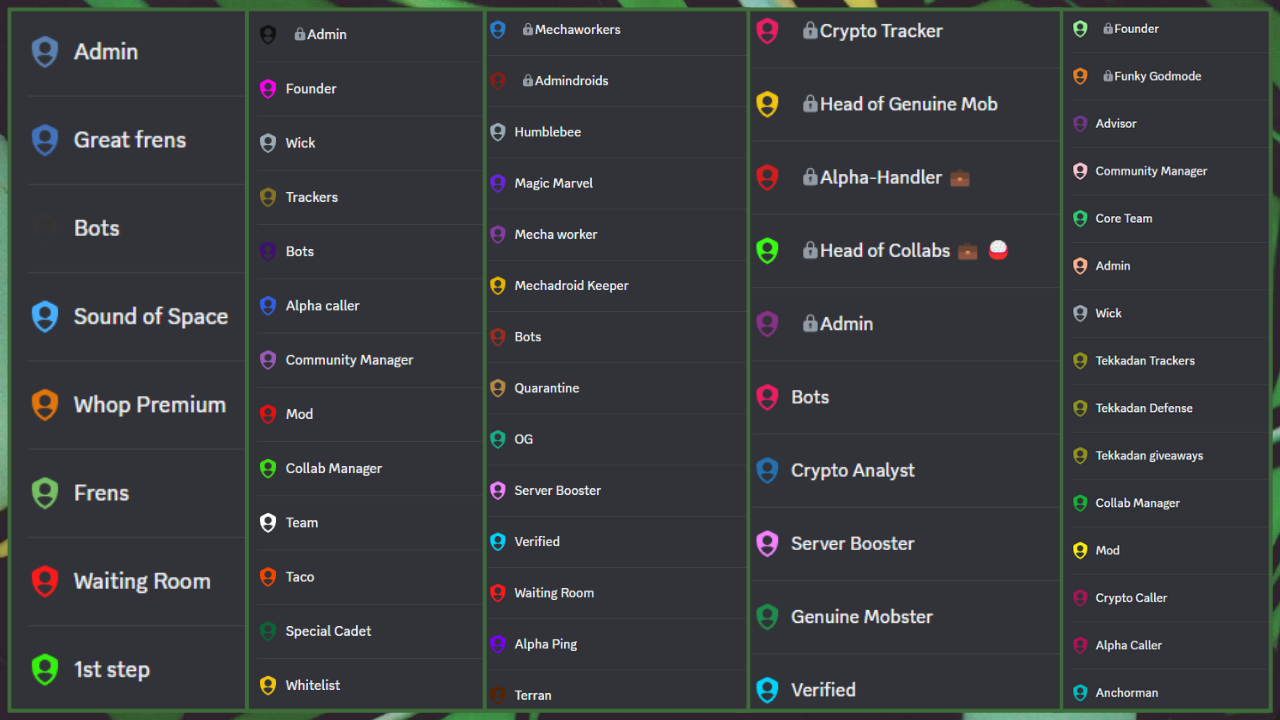 Admin
Great frens
Bots
Sound of Space
Whop Premium
Frens
Waiting Room
1st step
Admin
Founder
Wick
Trackers
Bots
Alpha caller
Community Manager
Mod
Collab Manager
Team
Taco
Special Cadet
Whitelist
Mechaworkers
Admindroids
Humblebee
Magic Marvel
Mecha worker
Mechadroid Keeper
Bots
Quarantine
OG
Server Booster
Verified
Waiting Room
Alpha Ping
Terran
Crypto Tracker
Head of Genuine Mob
Alpha-Handler
Head of Collabs
Admin
Bots
Crypto Analyst
Server Booster
Genuine Mobster
Verified
Founder
Funky Godmode
Advisor
Community Manager
Core Team
Admin
Wick
Tekkadan Trackers
Tekkadan Defense
Tekkadan giveaways
Collab Manager
Mod
Crypto Caller
Alpha Caller
Anchorman